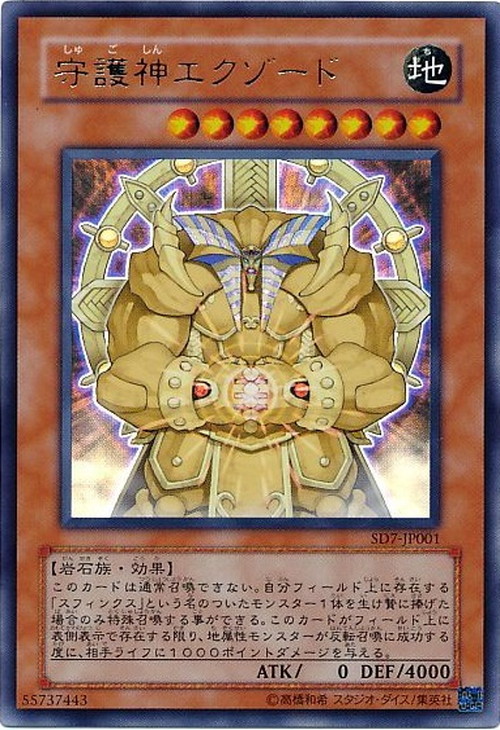 しゅ ご しん
守護神エクゾード
ち
地
SD7-JP001
【岩石族・効果】
このカードは通常召喚できない。自分フィールド上に存在する
「スフィンクス」という名のついたモンスター1体を生け贄に捧げた
場合のみ特殊召喚する事ができる。このカードがフィールド上に
表側表示で存在する限り、地属性モンスターが反転召喚に成功する
度に、相手ライフに1000ポイントダメージを与える。
ATK/ 0 DEF/4000
55737443
©高橋和希 スタジオ・ダイス/集英社